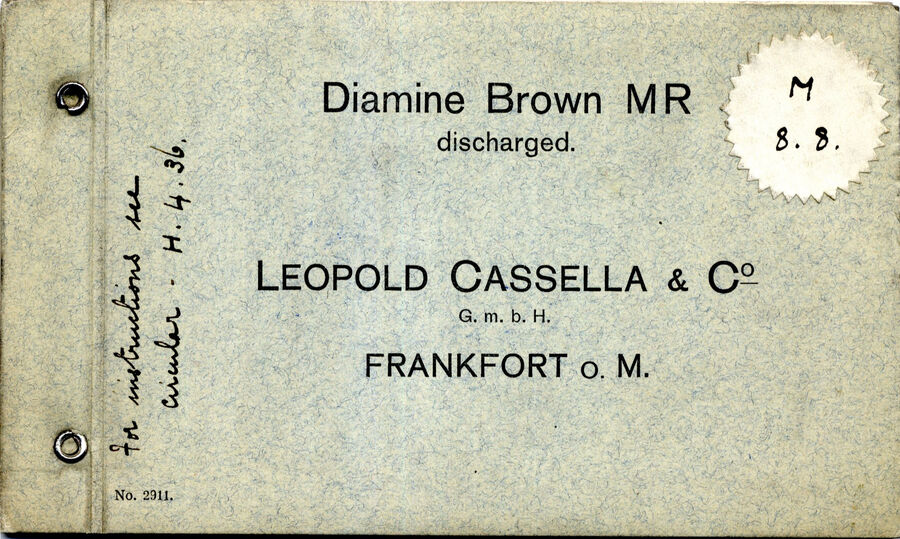 Diamine Brown MR
discharged.
M
8. 8.
LEOPOLD CASSELLA & Co
G. m. b. H.
FRANKFORT o. M.
For instructions see
circular - H. 4. 36.
No. 2911.